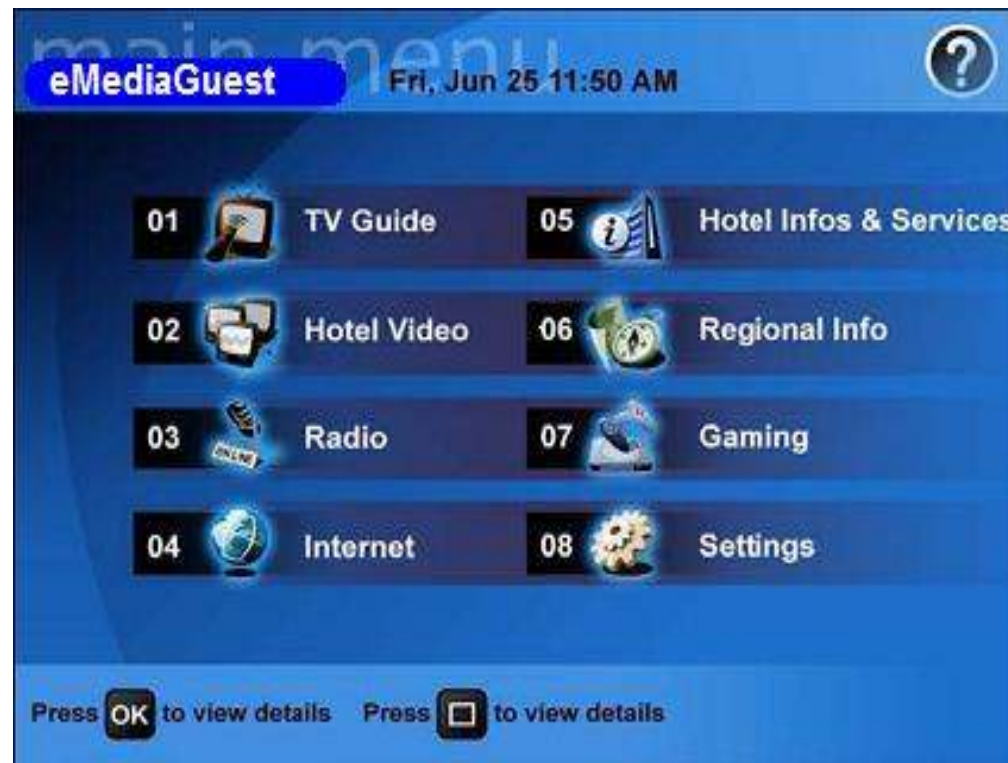 main menu
eMediaGuest
Fri, Jun 25 11:50 AM
?
01 TV Guide
05 Hotel Infos & Services
02 Hotel Video
06 Regional Info
03 Radio
07 Gaming
04 Internet
08 Settings
Press OK to view details Press to view details